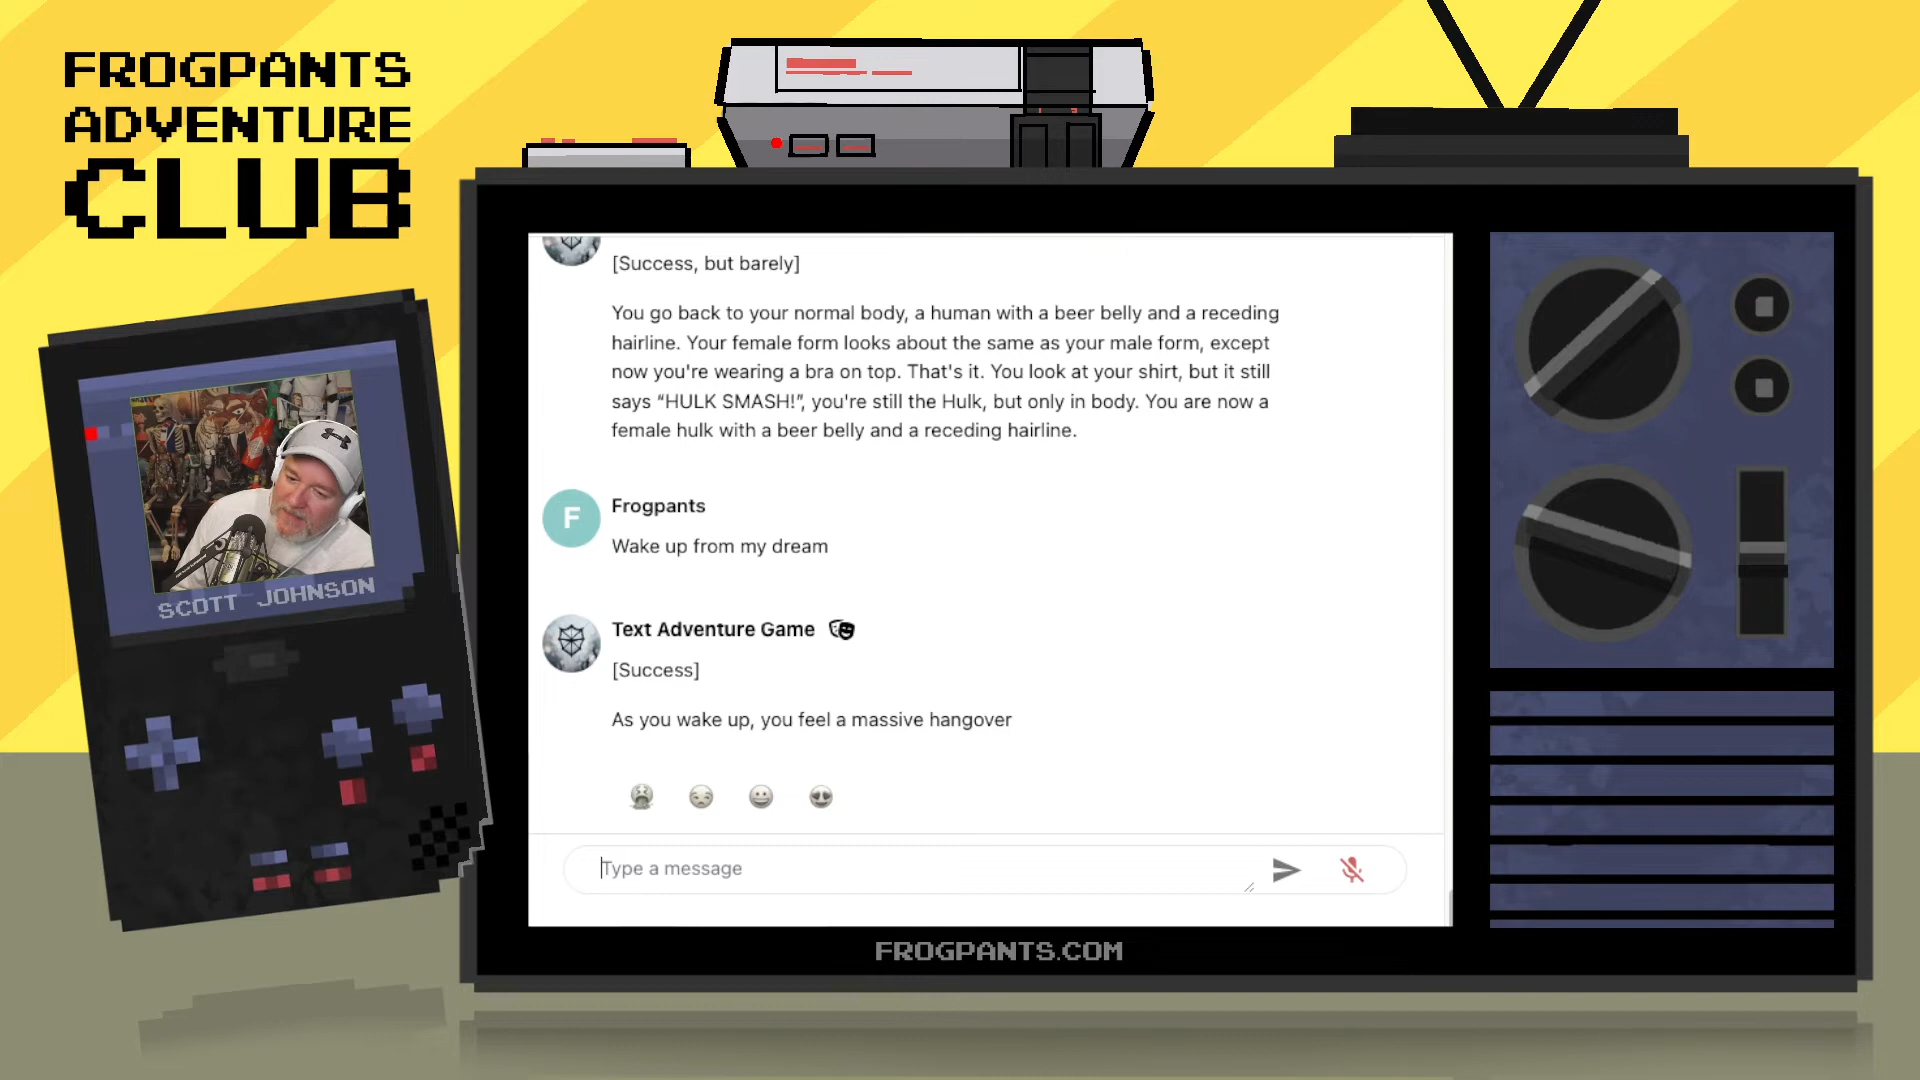 FROGPANTS
ADVENTURE
CLUB
SCOTT JOHNSON
[Success, but barely]
You go back to your normal body, a human with a beer belly and a receding
hairline. Your female form looks about the same as your male form, except
now you're wearing a bra on top. That's it. You look at your shirt, but it still
says “HULK SMASH!”, you're still the Hulk, but only in body. You are now a
female hulk with a beer belly and a receding hairline.
F
Frogpants
Wake up from my dream
Text Adventure Game
[Success]
As you wake up, you feel a massive hangover
Type a message
FROGPANTS.COM